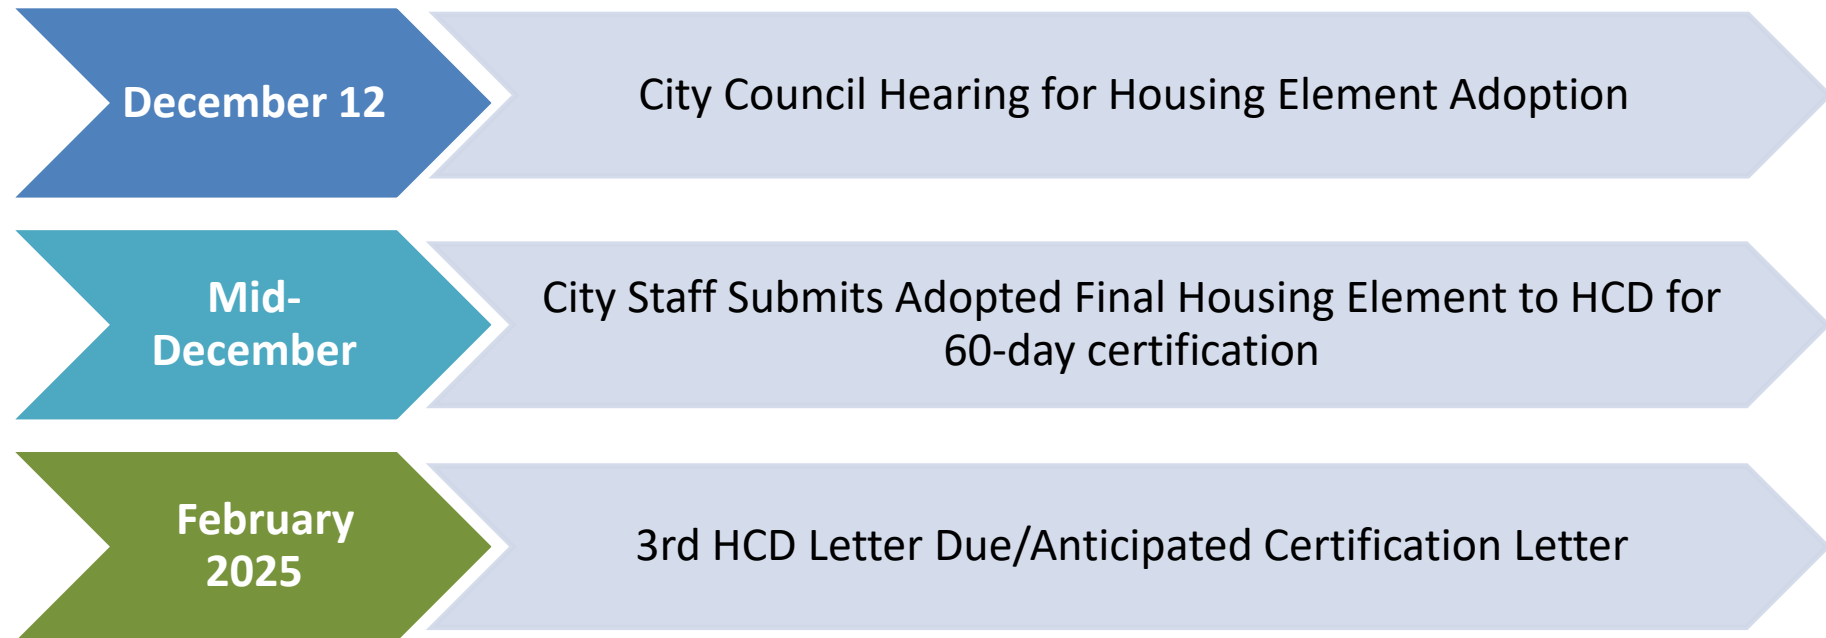 December 12
City Council Hearing for Housing Element Adoption
Mid-
December
City Staff Submits Adopted Final Housing Element to HCD for
60-day certification
February
2025
3rd HCD Letter Due/Anticipated Certification Letter